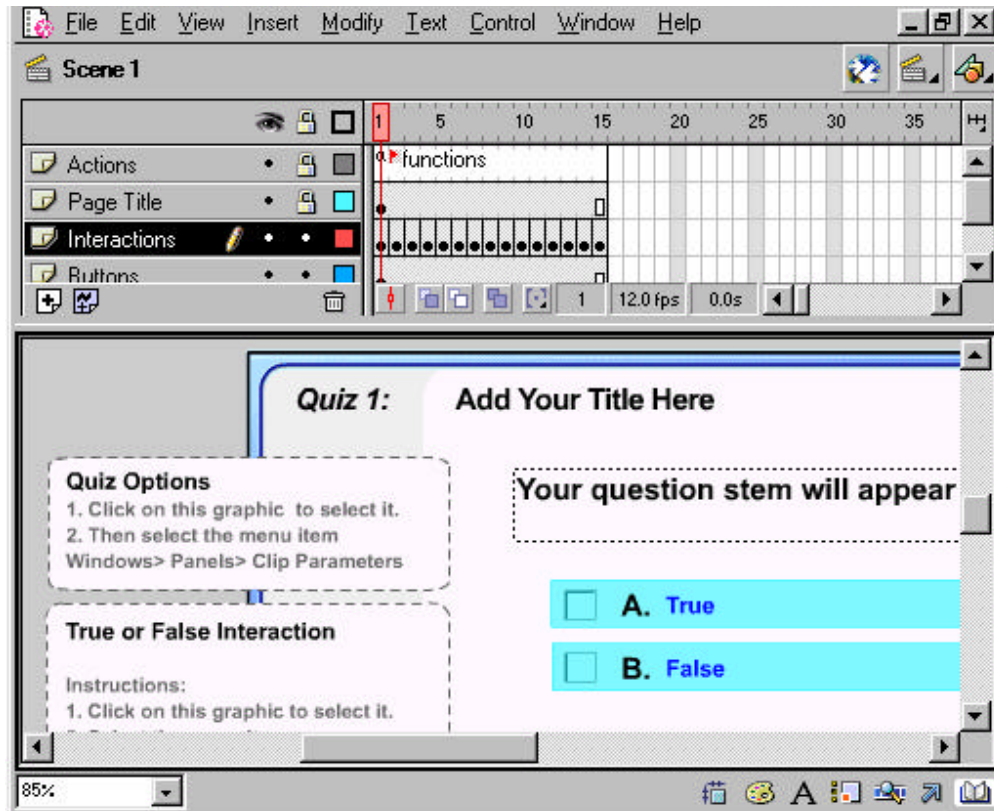 File Edit View Insert Modify Text Control Window Help
Scene 1
1 5 10 15 20 25 30 35
Actions
functions
Page Title
Interactions
Buttons
1 12.0 fps 0.0s
Quiz 1: Add Your Title Here
Quiz Options
1. Click on this graphic to select it.
2. Then select the menu item
Windows> Panels> Clip Parameters
Your question stem will appear
A. True
B. False
True or False Interaction
Instructions:
1. Click on this graphic to select it.
85%